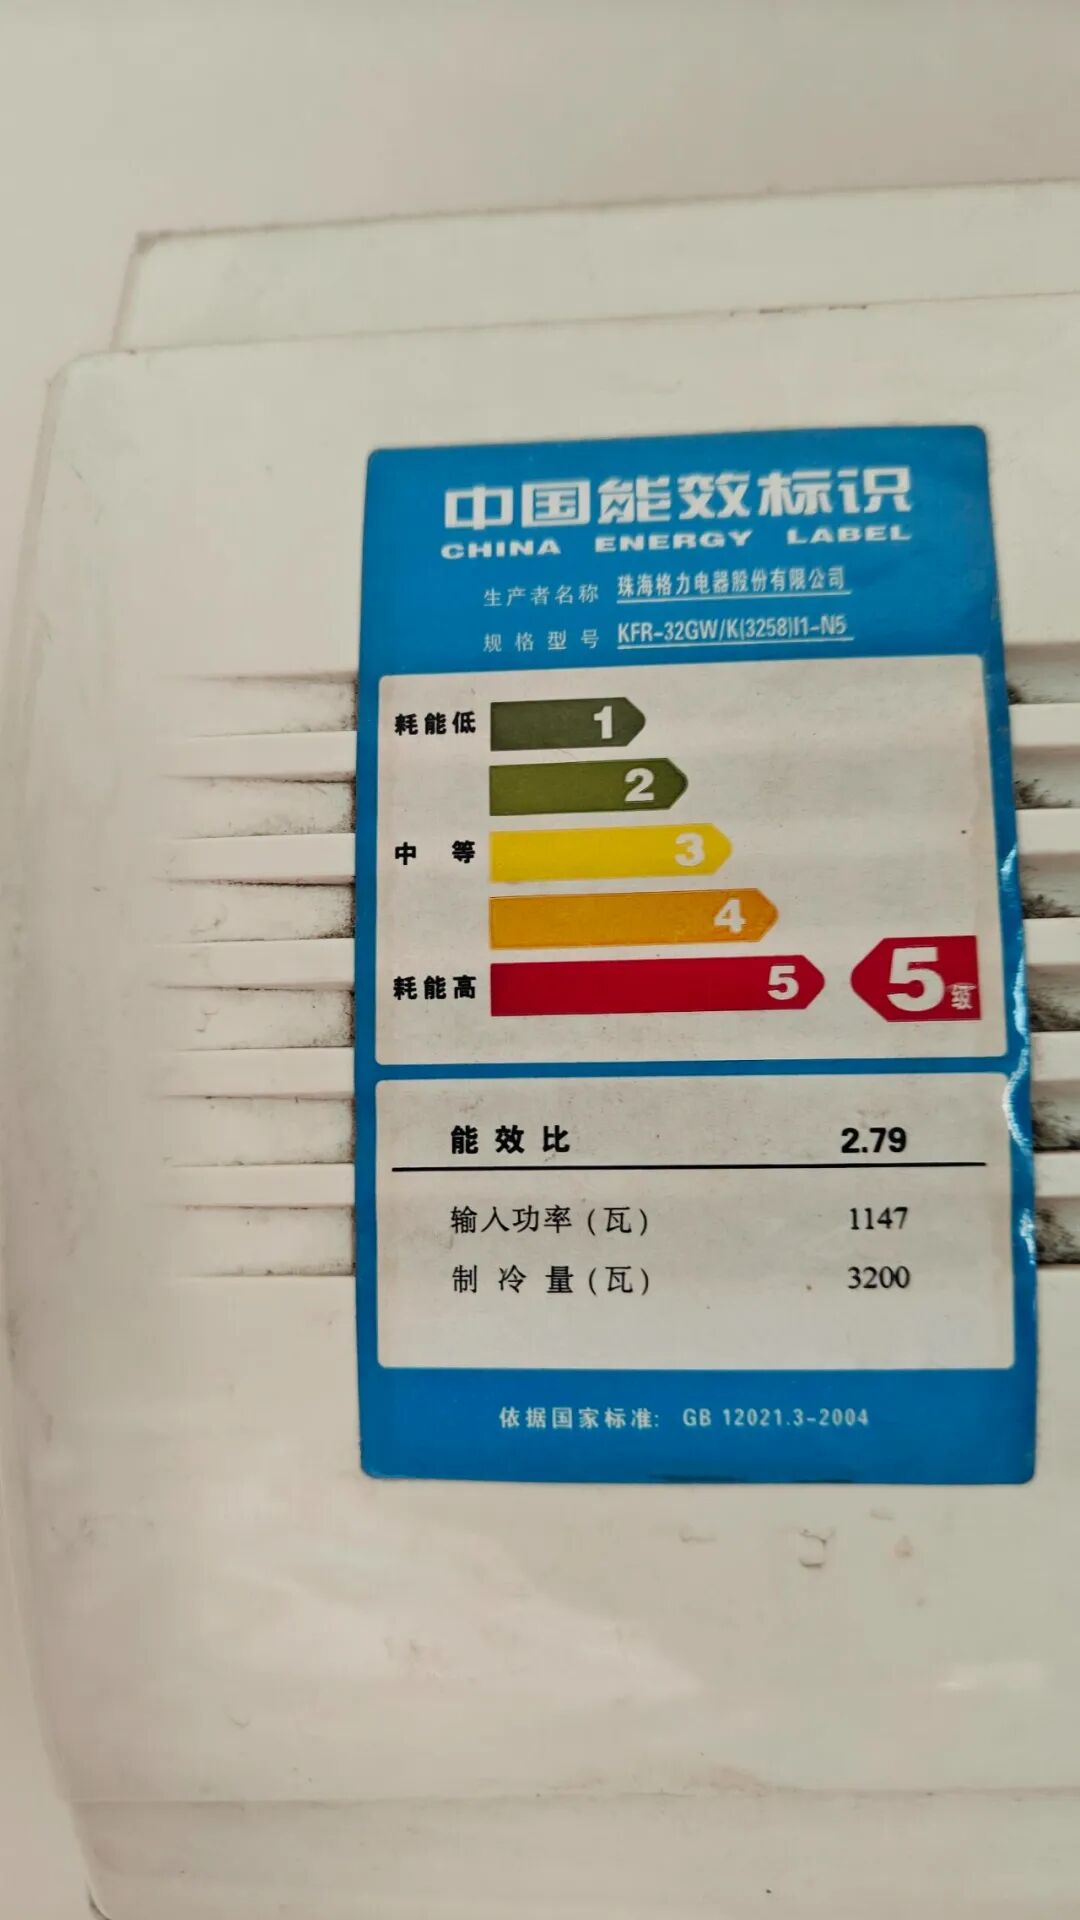 中国能效标识
CHINA ENERGY LABEL
生产者名称 珠海格力电器股份有限公司
规格型号 KFR-32GW/K(3258)I1-N5
耗能低 1
2
中等 3
4
耗能高 5 5级
能效比 2.79
输入功率(瓦) 1147
制冷量(瓦) 3200
依据国家标准: GB 12021.3-2004